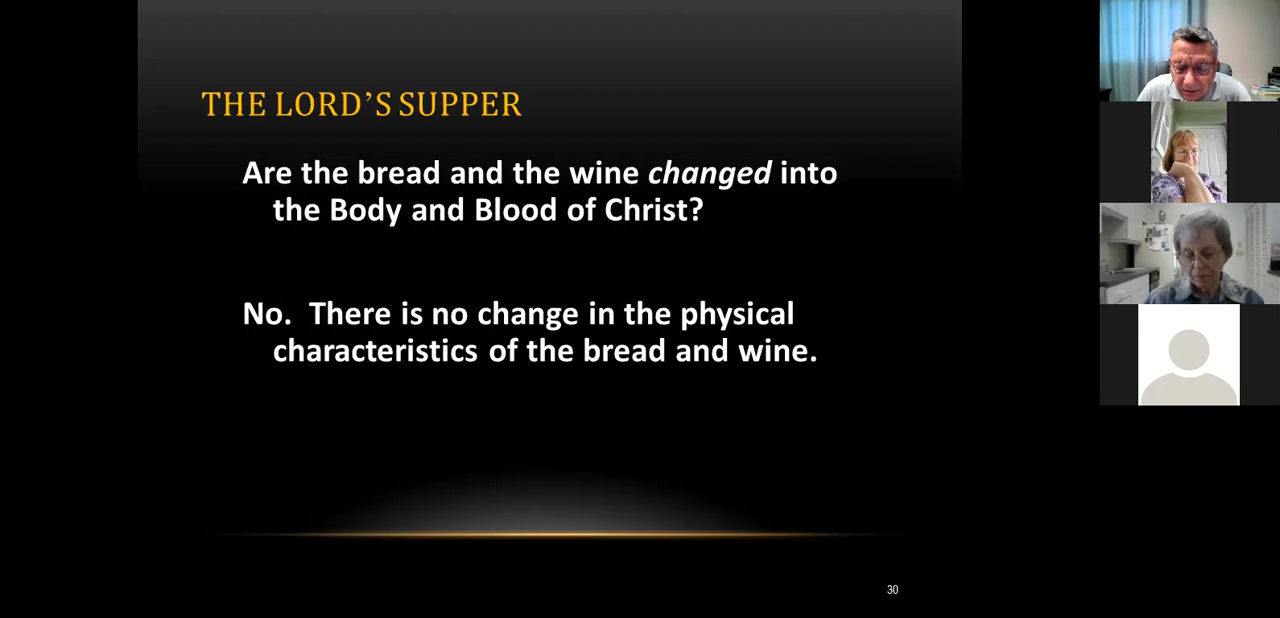 THE LORD'S SUPPER
Are the bread and the wine changed into
the Body and Blood of Christ?
No.  There is no change in the physical
characteristics of the bread and wine.
30